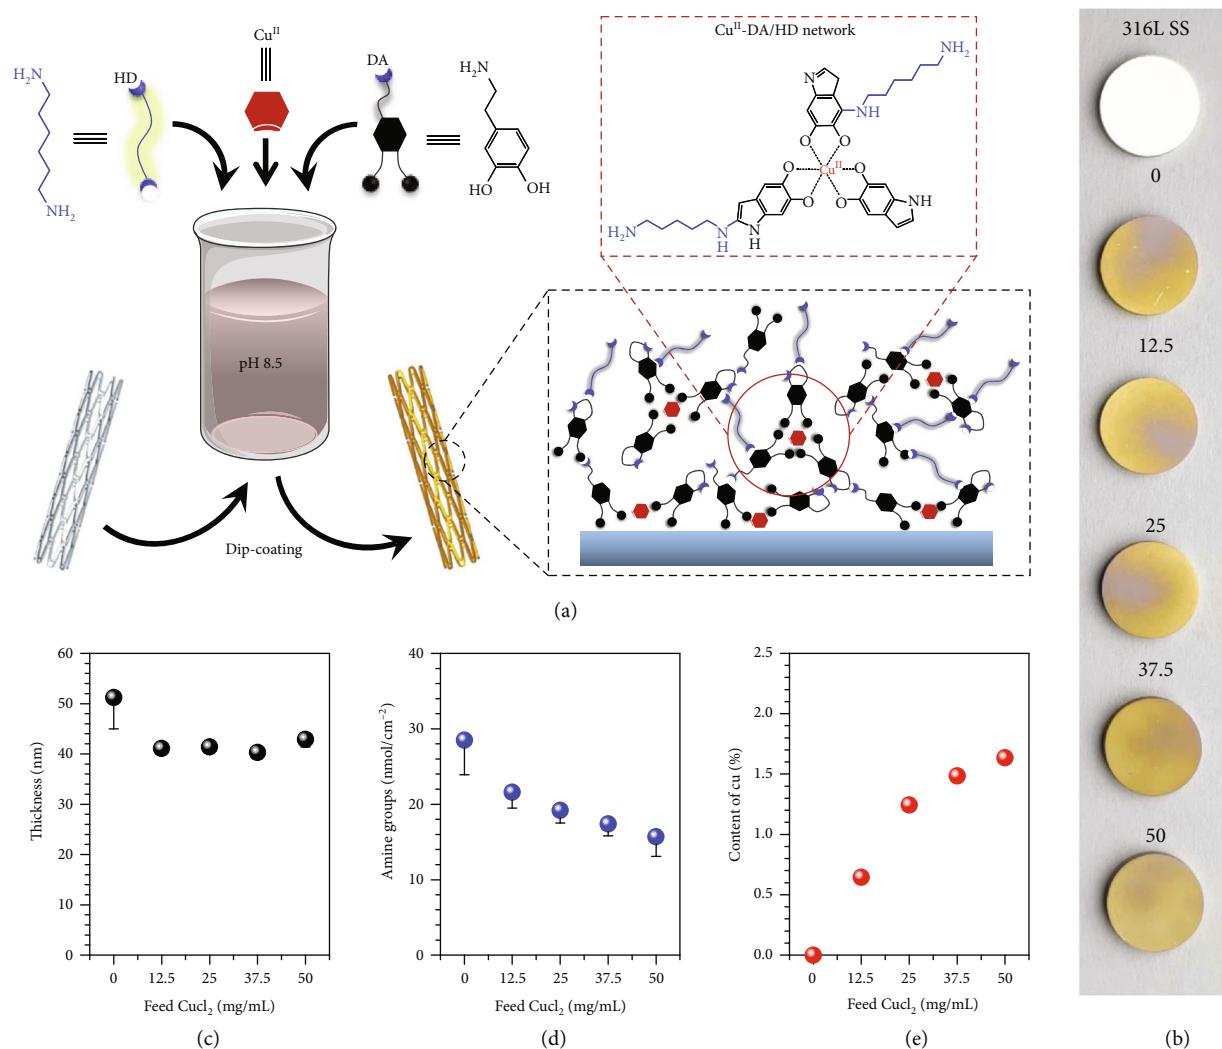 Cu^II
H₂N
HD
DA
H₂N
NH₂
HO
OH
pH 8.5
Dip-coating
Cu^II-DA/HD network
NH₂
N
NH
O
O
O
Cu^II
O
O
O
NH
H₂N
N
H
N
H
(a)
316L SS
0
12.5
25
37.5
50
(b)
60
50
40
30
20
10
0
Thickness (nm)
0 12.5 25 37.5 50
Feed Cucl₂ (mg/mL)
(c)
40
30
20
10
0
Amine groups (nmol/cm⁻²)
0 12.5 25 37.5 50
Feed Cucl₂ (mg/mL)
(d)
2.5
2.0
1.5
1.0
0.5
0.0
Content of cu (%)
0 12.5 25 37.5 50
Feed Cucl₂ (mg/mL)
(e)